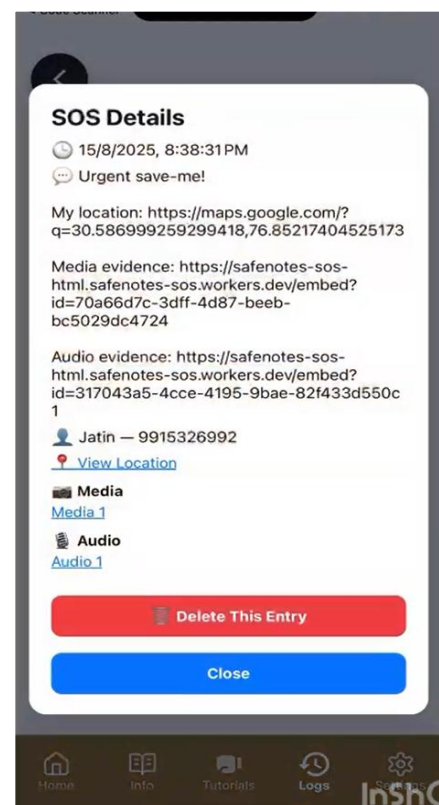 SOS Details
15/8/2025, 8:38:31 PM
Urgent save-me!
My location: https://maps.google.com/?
q=30.586999259299418,76.85217404525173
Media evidence: https://safenotes-sos-
html.safenotes-sos.workers.dev/embed?
id=70a66d7c-3dff-4d87-beeb-
bc5029dc4724
Audio evidence: https://safenotes-sos-
html.safenotes-sos.workers.dev/embed?
id=317043a5-4cce-4195-9bae-82f433d550c
1
Jatin — 9915326992
View Location
Media
Media 1
Audio
Audio 1
Delete This Entry
Close
Home Info Tutorials Logs Settings